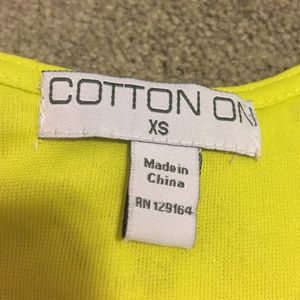 COTTON ON
XS
Made in
China
RN 129164